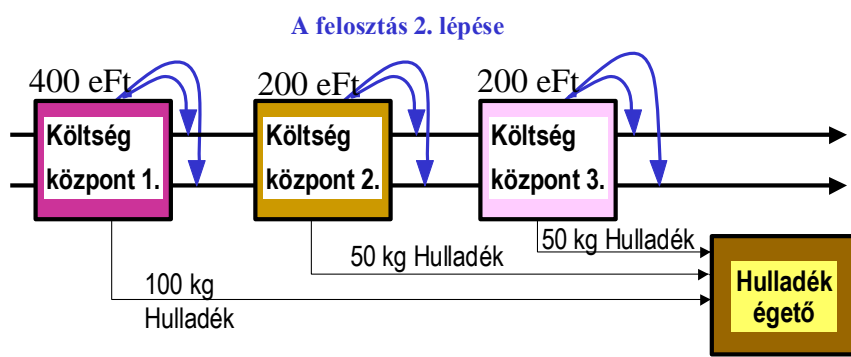 A felosztás 2. lépése
400 eFt
200 eFt
200 eFt
Költség
központ 1.
Költség
központ 2.
Költség
központ 3.
50 kg Hulladék
50 kg Hulladék
100 kg
Hulladék
Hulladék
égető